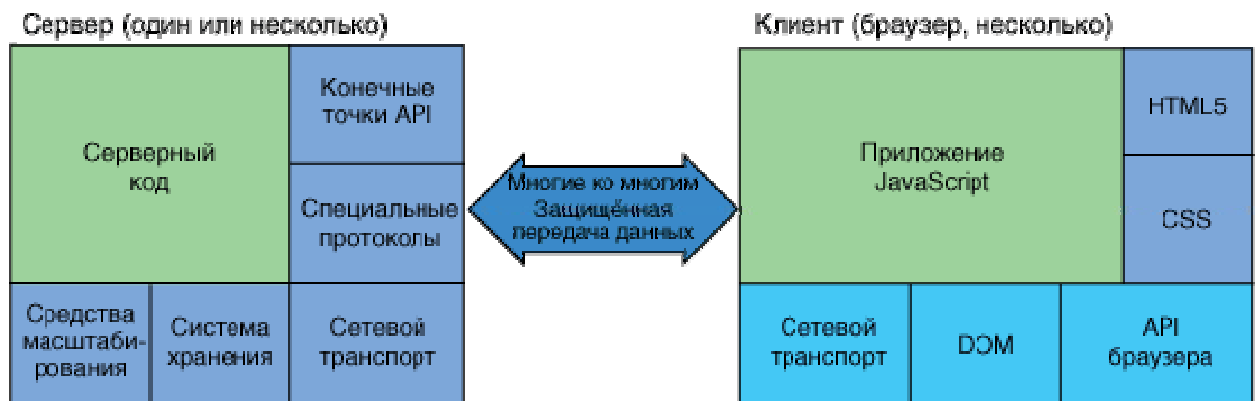 Сервер (один или несколько)
Клиент (браузер, несколько)
Серверный
код
Конечные
точки API
Специальные
протоколы
Средства
масштаби-
рования
Система
хранения
Сетевой
транспорт
Многие ко многим
Защищённая
передача данных
Приложение
JavaScript
HTML5
CSS
Сетевой
транспорт
DOM
API
браузера